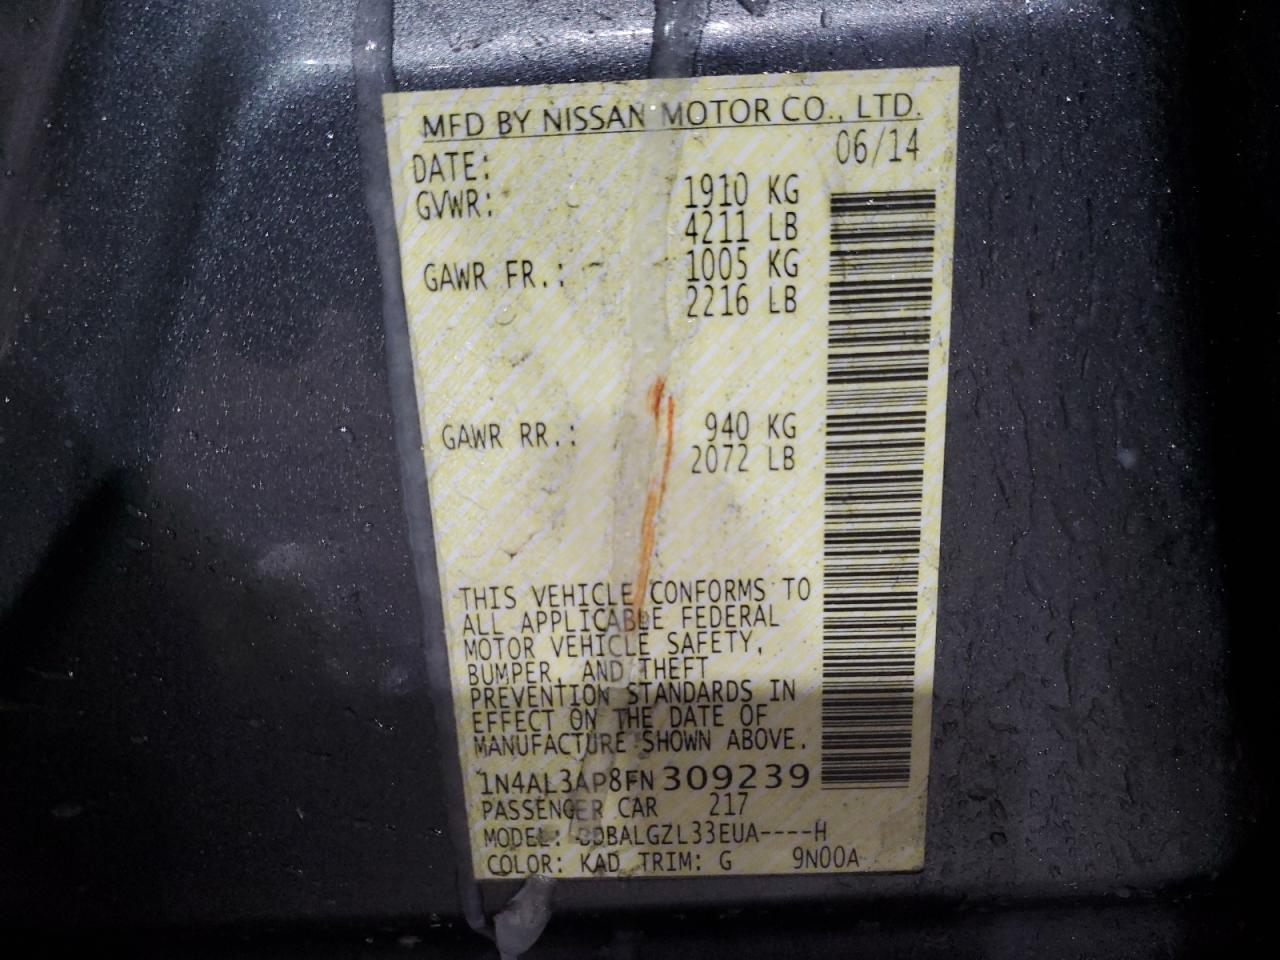 MFD BY NISSAN MOTOR CO., LTD.
DATE: 06/14
GVWR: 1910 KG
4211 LB
GAWR FR.: 1005 KG
2216 LB
GAWR RR.: 940 KG
2072 LB
THIS VEHICLE CONFORMS TO
ALL APPLICABLE FEDERAL
MOTOR VEHICLE SAFETY,
BUMPER, AND THEFT
PREVENTION STANDARDS IN
EFFECT ON THE DATE OF
MANUFACTURE SHOWN ABOVE.
1N4AL3AP8FN309239
PASSENGER CAR 217
MODEL:
COLOR: KAD TRIM: G 9N00A